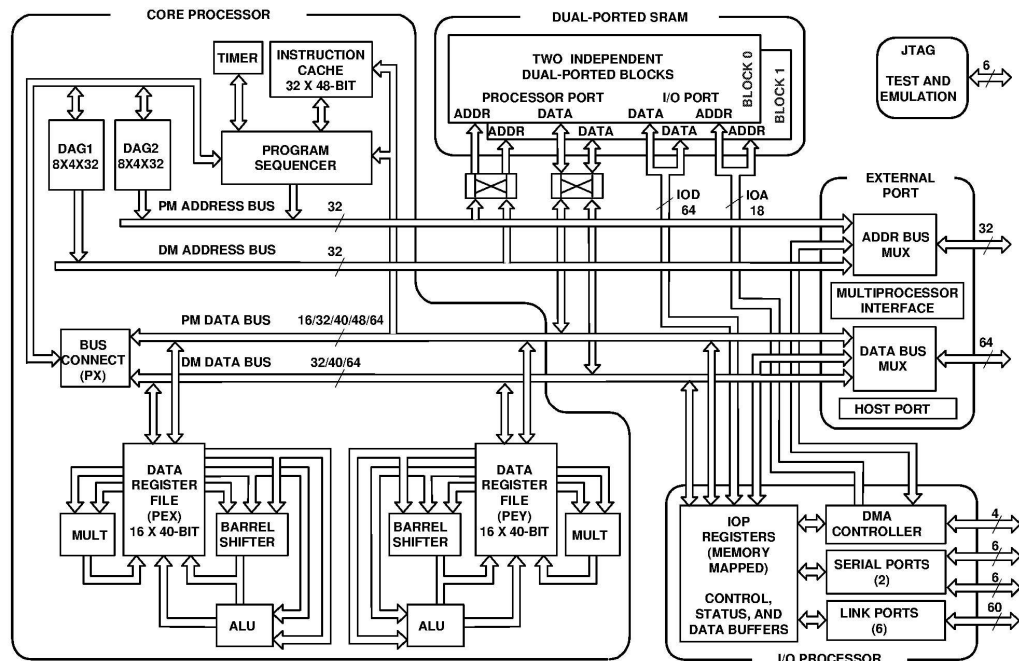 CORE PROCESSOR
TIMER
INSTRUCTION
CACHE
32 X 48-BIT
DAG1
8X4X32
DAG2
8X4X32
PROGRAM
SEQUENCER
PM ADDRESS BUS
32
DM ADDRESS BUS
32
BUS
CONNECT
(PX)
PM DATA BUS
16/32/40/48/64
DM DATA BUS
32/40/64
MULT
DATA
REGISTER
FILE
(PEX)
16 X 40-BIT
BARREL
SHIFTER
ALU
BARREL
SHIFTER
DATA
REGISTER
FILE
(PEY)
16 X 40-BIT
MULT
ALU
DUAL-PORTED SRAM
TWO INDEPENDENT
DUAL-PORTED BLOCKS
PROCESSOR PORT
I/O PORT
ADDR
DATA
DATA
ADDR
BLOCK 0
ADDR
DATA
DATA
ADDR
BLOCK 1
IOD
64
IOA
18
JTAG
TEST AND
EMULATION
6
EXTERNAL
PORT
ADDR BUS
MUX
32
MULTIPROCESSOR
INTERFACE
DATA BUS
MUX
64
HOST PORT
IOP
REGISTERS
(MEMORY
MAPPED)
CONTROL,
STATUS, AND
DATA BUFFERS
DMA
CONTROLLER
4
SERIAL PORTS
(2)
6
6
LINK PORTS
(6)
60
I/O PROCESSOR